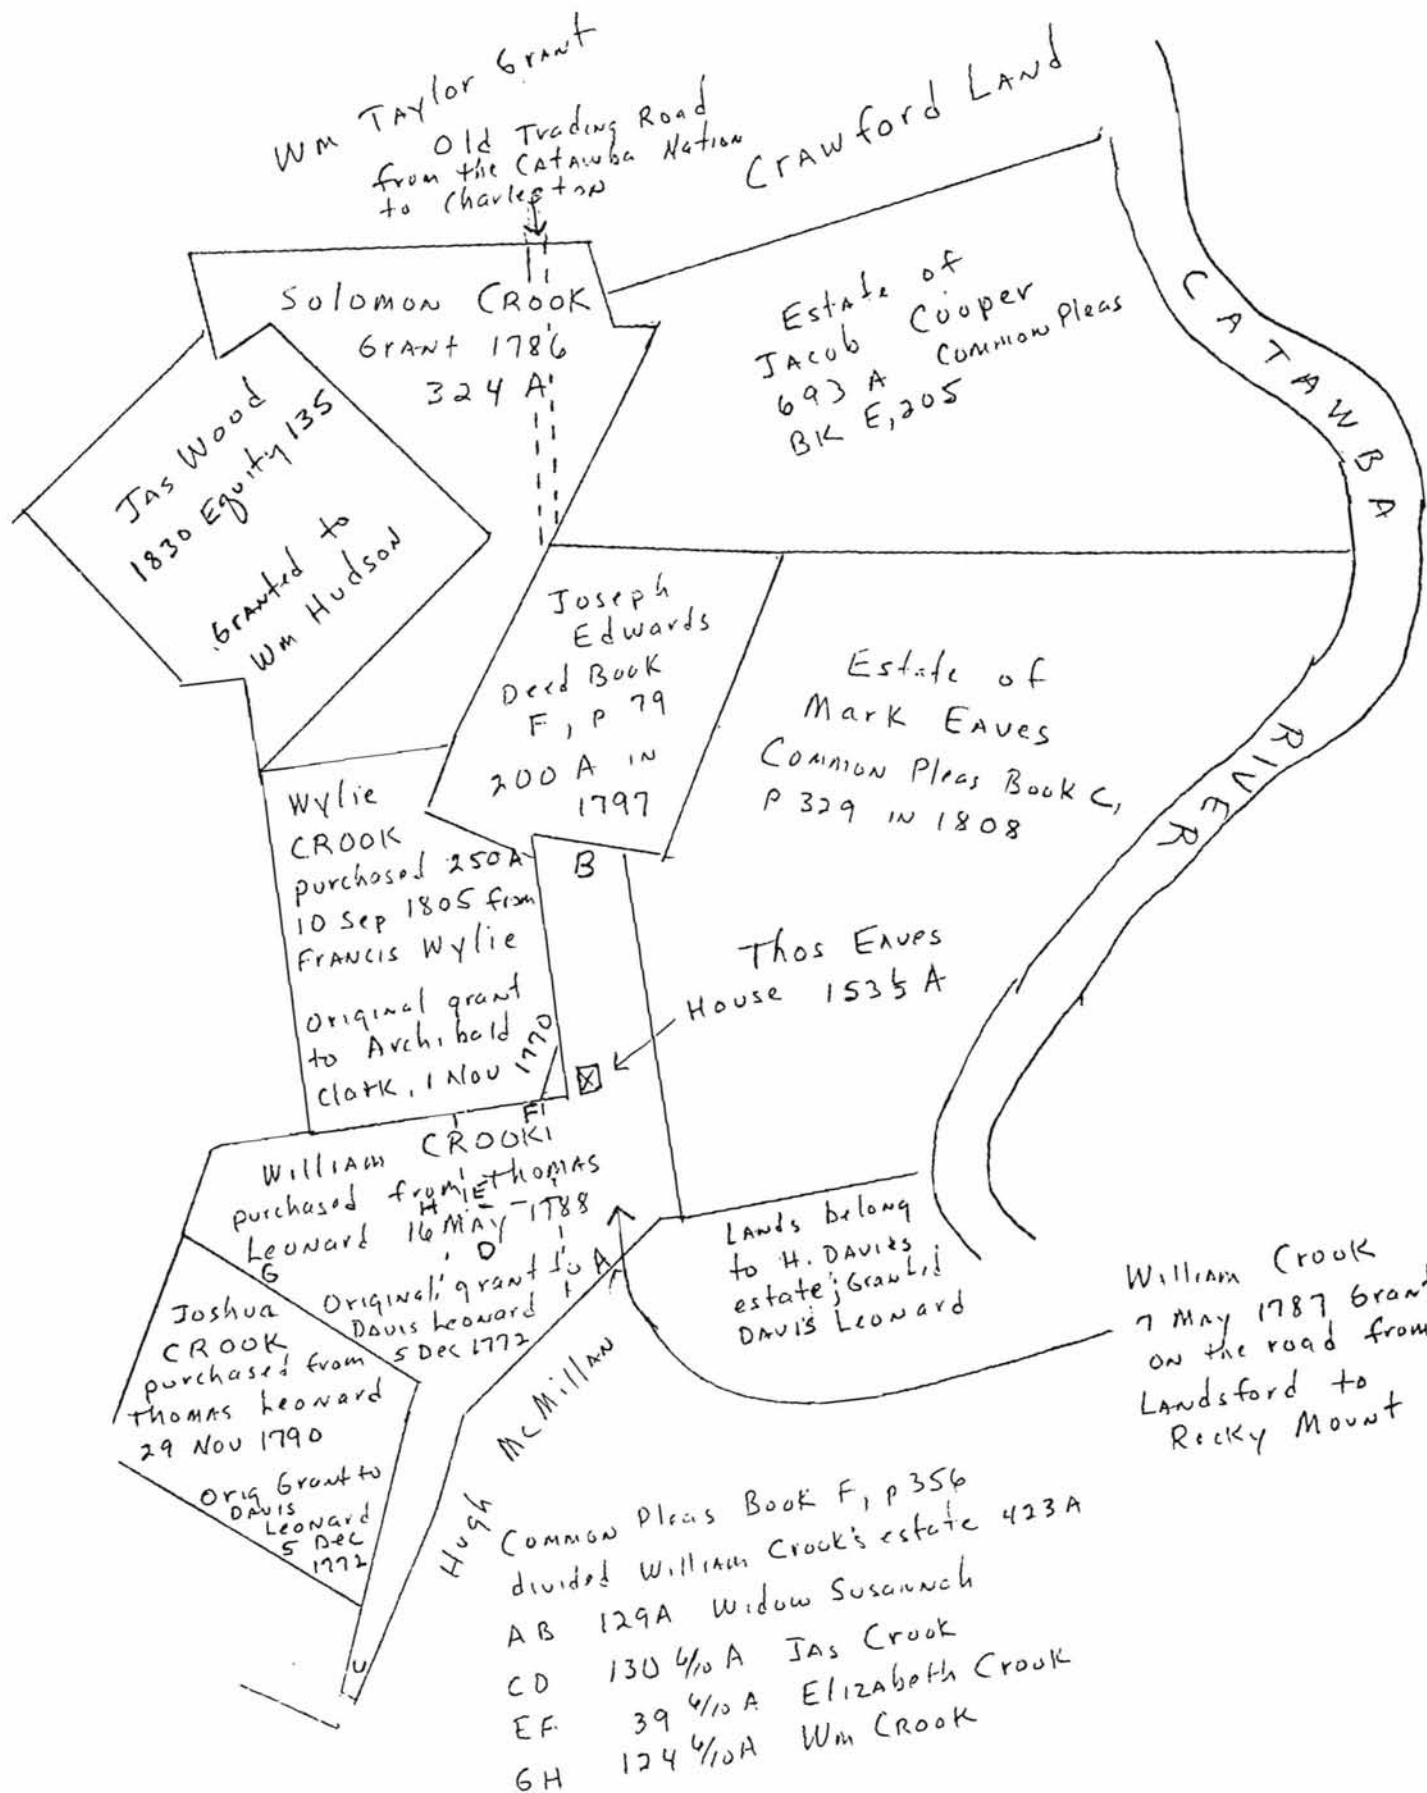 Wm TAYlor GrANt
Old Trading Road
from the CAtAwba Nation
to Charleston
CrAwford LANd
Solomon CROOK
GrANt 1786
324 A
Estate of
JAcob Cooper
693 A Common Pleas
BK E, 205
CATAWBA
RIVER
JAs Wood
1830 Equity 135
GrANted to
Wm Hudson
Joseph
Edwards
Deed Book
F, P 79
200 A IN
1797
Estate of
Mark EAves
Common Pleas Book C,
P 329 IN 1808
Wylie
CROOK
purchased 250A
10 Sep 1805 from
FrANcis Wylie
Original grant
to Archibald
Clark, 1 Nov 1770
B
Thos EAves
House 153½ A
X
F
WilliAm CROOK
purchased from Thomas
H E
Leonard 16 MAY 1788
G D
Original grant to A
DAvis Leonard
5 Dec 1772
Joshua
CROOK
purchased from
Thomas Leonard
29 Nov 1790
Orig Grant to
DAvis
Leonard
5 Dec
1772
LANds belong
to H. DAvies
estate; Granted
DAvis Leonard
William Crook
7 May 1787 Grant
ON the road from
LANdsford to
Rocky Mount
Hugh McMillAN
Common Pleas Book F, p 356
divided WilliAm Crook's estate 423A
AB 129A Widow Susannah
CD 130 6/10 A JAs Crook
EF 39 4/10 A ElizAbeth Crook
GH 124 4/10 A Wm CROOK